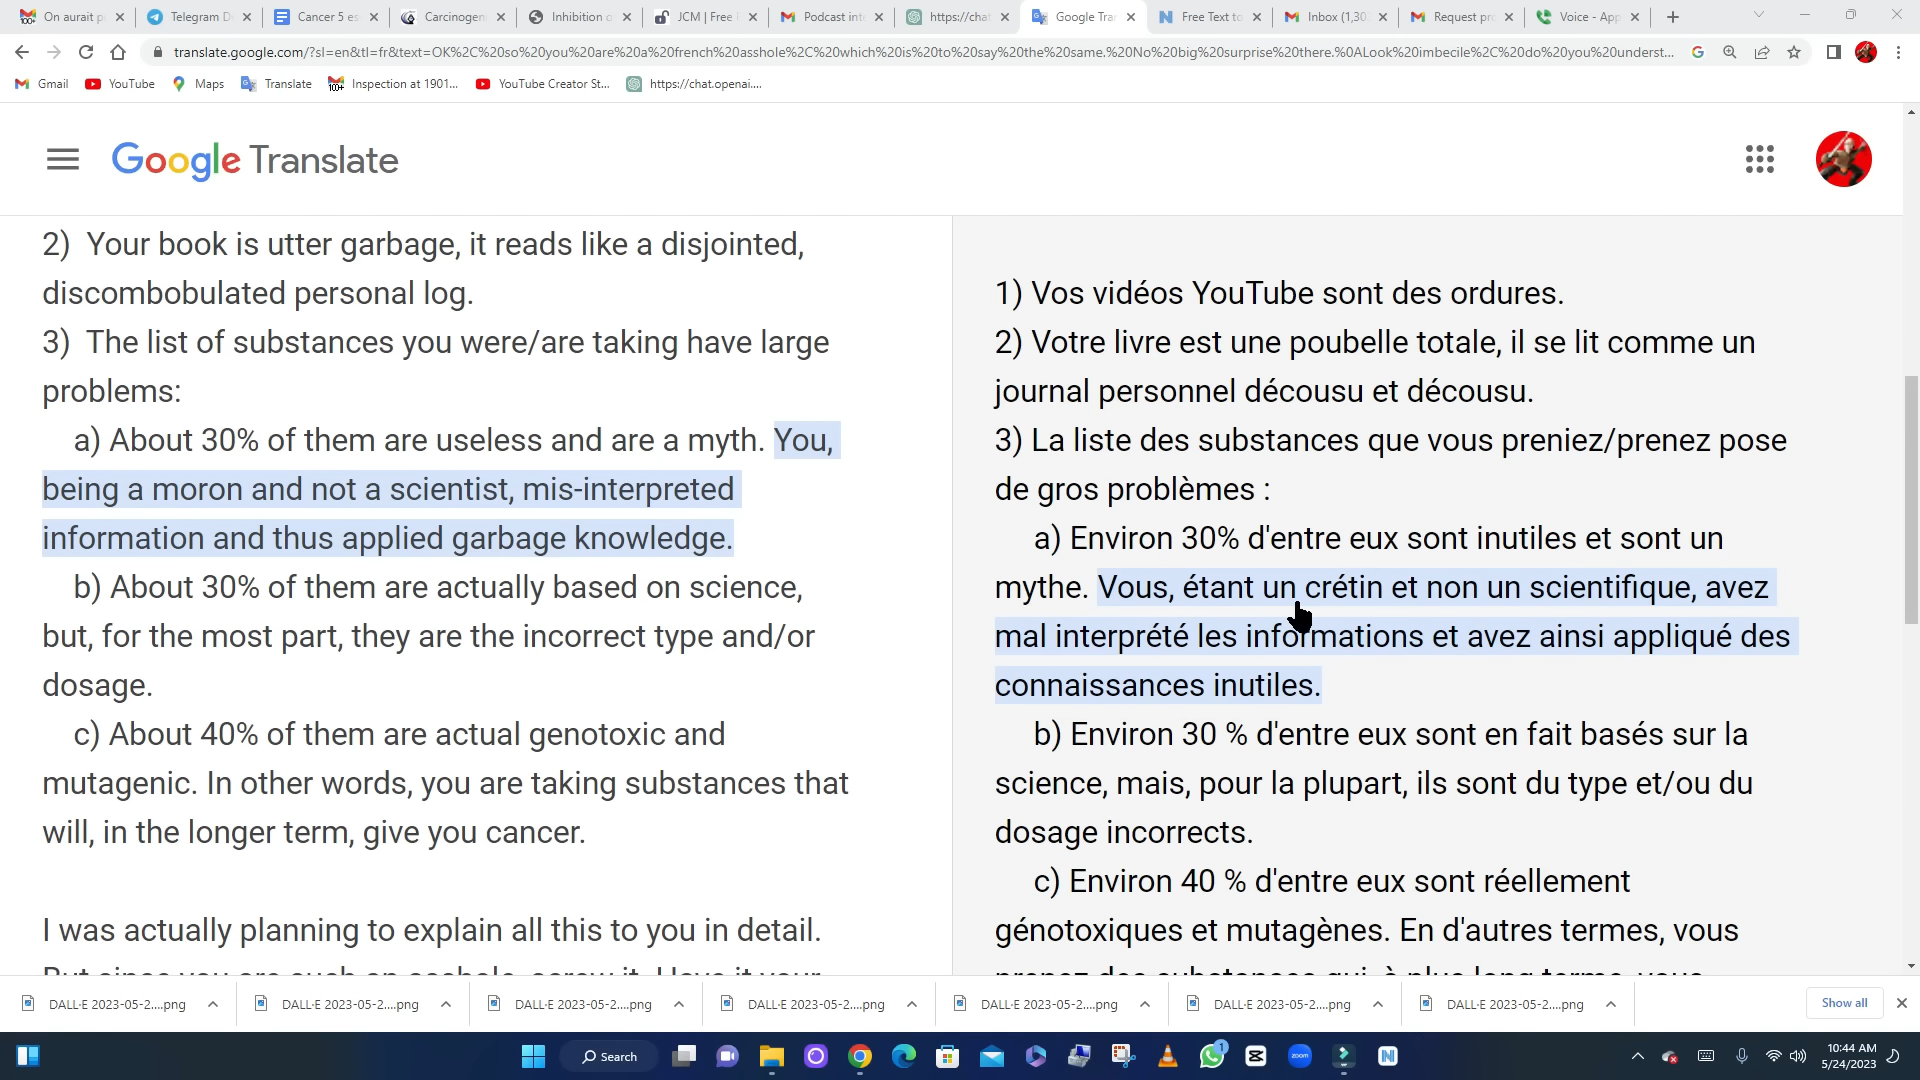 On aurait p
Telegram D
Cancer 5 es
Carcinogen
Inhibition o
JCM | Free
Podcast int
https://cha
Google Tra
Free Text to
Inbox (1,30
Request pr
Voice - App
translate.google.com/?sl=en&tl=fr&text=OK%2C%20so%20you%20are%20a%20french%20asshole%2C%20which%20is%20to%20say%20the%20same.%20No%20big%20surprise%20there.%0ALook%20imbecile%2C%20do%20you%20underst...
Gmail
YouTube
Maps
Translate
Inspection at 1901...
YouTube Creator St...
https://chat.openai....
Google Translate
2) Your book is utter garbage, it reads like a disjointed,
discombobulated personal log.
3) The list of substances you were/are taking have large
problems:
a) About 30% of them are useless and are a myth. You,
being a moron and not a scientist, mis-interpreted
information and thus applied garbage knowledge.
b) About 30% of them are actually based on science,
but, for the most part, they are the incorrect type and/or
dosage.
c) About 40% of them are actual genotoxic and
mutagenic. In other words, you are taking substances that
will, in the longer term, give you cancer.
I was actually planning to explain all this to you in detail.
1) Vos vidéos YouTube sont des ordures.
2) Votre livre est une poubelle totale, il se lit comme un
journal personnel décousu et décousu.
3) La liste des substances que vous preniez/prenez pose
de gros problèmes :
a) Environ 30% d'entre eux sont inutiles et sont un
mythe. Vous, étant un crétin et non un scientifique, avez
mal interprété les informations et avez ainsi appliqué des
connaissances inutiles.
b) Environ 30 % d'entre eux sont en fait basés sur la
science, mais, pour la plupart, ils sont du type et/ou du
dosage incorrects.
c) Environ 40 % d'entre eux sont réellement
génotoxiques et mutagènes. En d'autres termes, vous
DALL·E 2023-05-2....png
DALL·E 2023-05-2....png
DALL·E 2023-05-2....png
DALL·E 2023-05-2....png
DALL·E 2023-05-2....png
DALL·E 2023-05-2....png
DALL·E 2023-05-2....png
Show all
Search
zoom
1
10:44 AM
5/24/2023